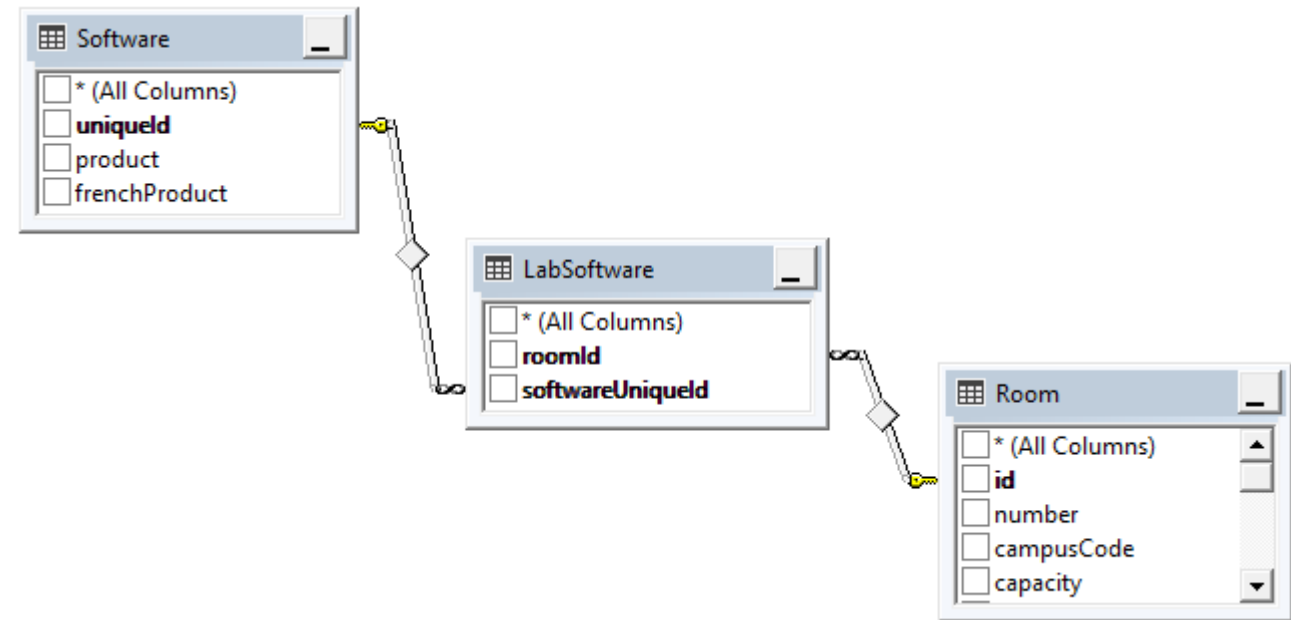 Software
* (All Columns)
uniqueId
product
frenchProduct
LabSoftware
* (All Columns)
roomId
softwareUniqueId
Room
* (All Columns)
id
number
campusCode
capacity